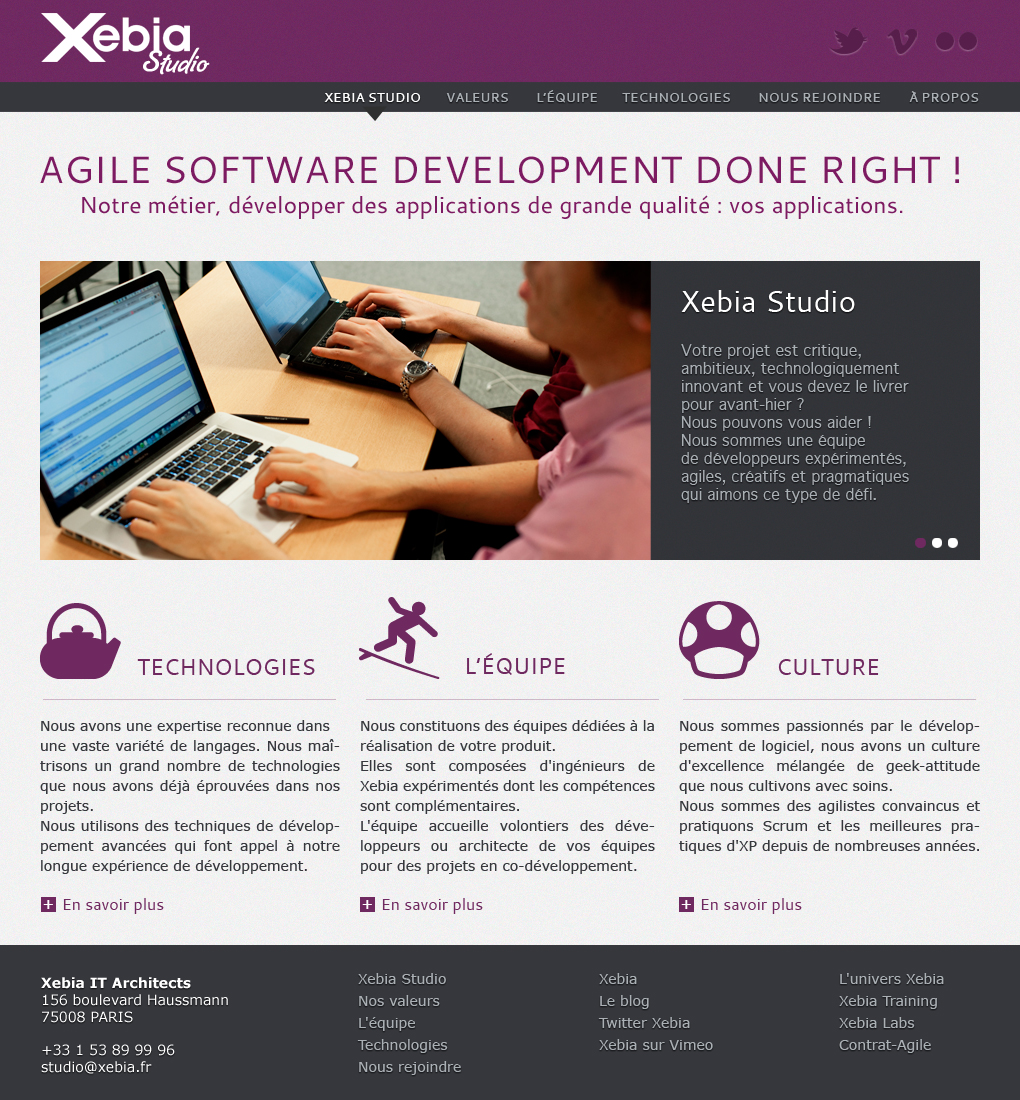 Xebia
Studio
XEBIA STUDIO VALEURS L'ÉQUIPE TECHNOLOGIES NOUS REJOINDRE À PROPOS
AGILE SOFTWARE DEVELOPMENT DONE RIGHT !
Notre métier, développer des applications de grande qualité : vos applications.
Xebia Studio
Votre projet est critique,
ambitieux, technologiquement
innovant et vous devez le livrer
pour avant-hier ?
Nous pouvons vous aider !
Nous sommes une équipe
de développeurs expérimentés,
agiles, créatifs et pragmatiques
qui aimons ce type de défi.
TECHNOLOGIES
Nous avons une expertise reconnue dans
une vaste variété de langages. Nous maî-
trisons un grand nombre de technologies
que nous avons déjà éprouvées dans nos
projets.
Nous utilisons des techniques de dévelop-
pement avancées qui font appel à notre
longue expérience de développement.
En savoir plus
L'ÉQUIPE
Nous constituons des équipes dédiées à la
réalisation de votre produit.
Elles sont composées d'ingénieurs de
Xebia expérimentés dont les compétences
sont complémentaires.
L'équipe accueille volontiers des déve-
loppeurs ou architecte de vos équipes
pour des projets en co-développement.
En savoir plus
CULTURE
Nous sommes passionnés par le dévelop-
pement de logiciel, nous avons un culture
d'excellence mélangée de geek-attitude
que nous cultivons avec soins.
Nous sommes des agilistes convaincus et
pratiquons Scrum et les meilleures pra-
tiques d'XP depuis de nombreuses années.
En savoir plus
Xebia IT Architects
156 boulevard Haussmann
75008 PARIS
+33 1 53 89 99 96
studio@xebia.fr
Xebia Studio
Nos valeurs
L'équipe
Technologies
Nous rejoindre
Xebia
Le blog
Twitter Xebia
Xebia sur Vimeo
L'univers Xebia
Xebia Training
Xebia Labs
Contrat-Agile